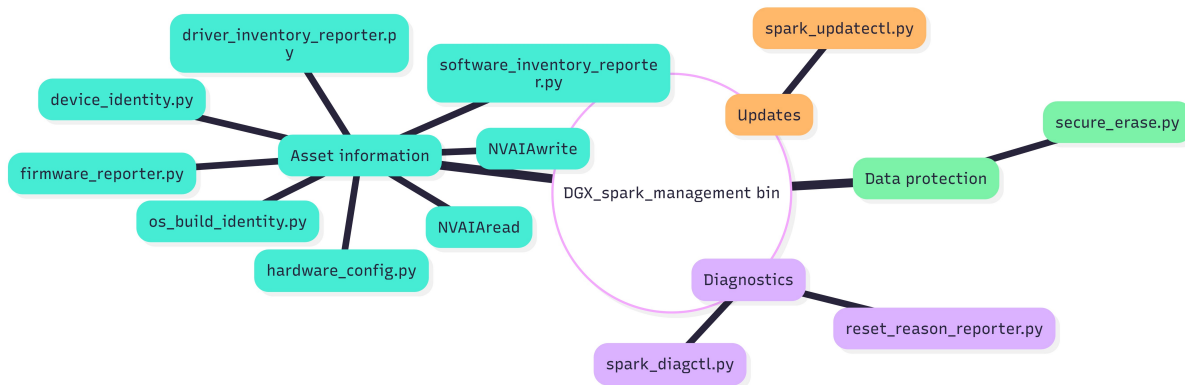 driver_inventory_reporter.p
y
software_inventory_reporte
r.py
device_identity.py
Asset information
NVAIAwrite
firmware_reporter.py
os_build_identity.py
NVAIAread
hardware_config.py
DGX_spark_management bin
spark_updatectl.py
Updates
secure_erase.py
Data protection
Diagnostics
reset_reason_reporter.py
spark_diagctl.py